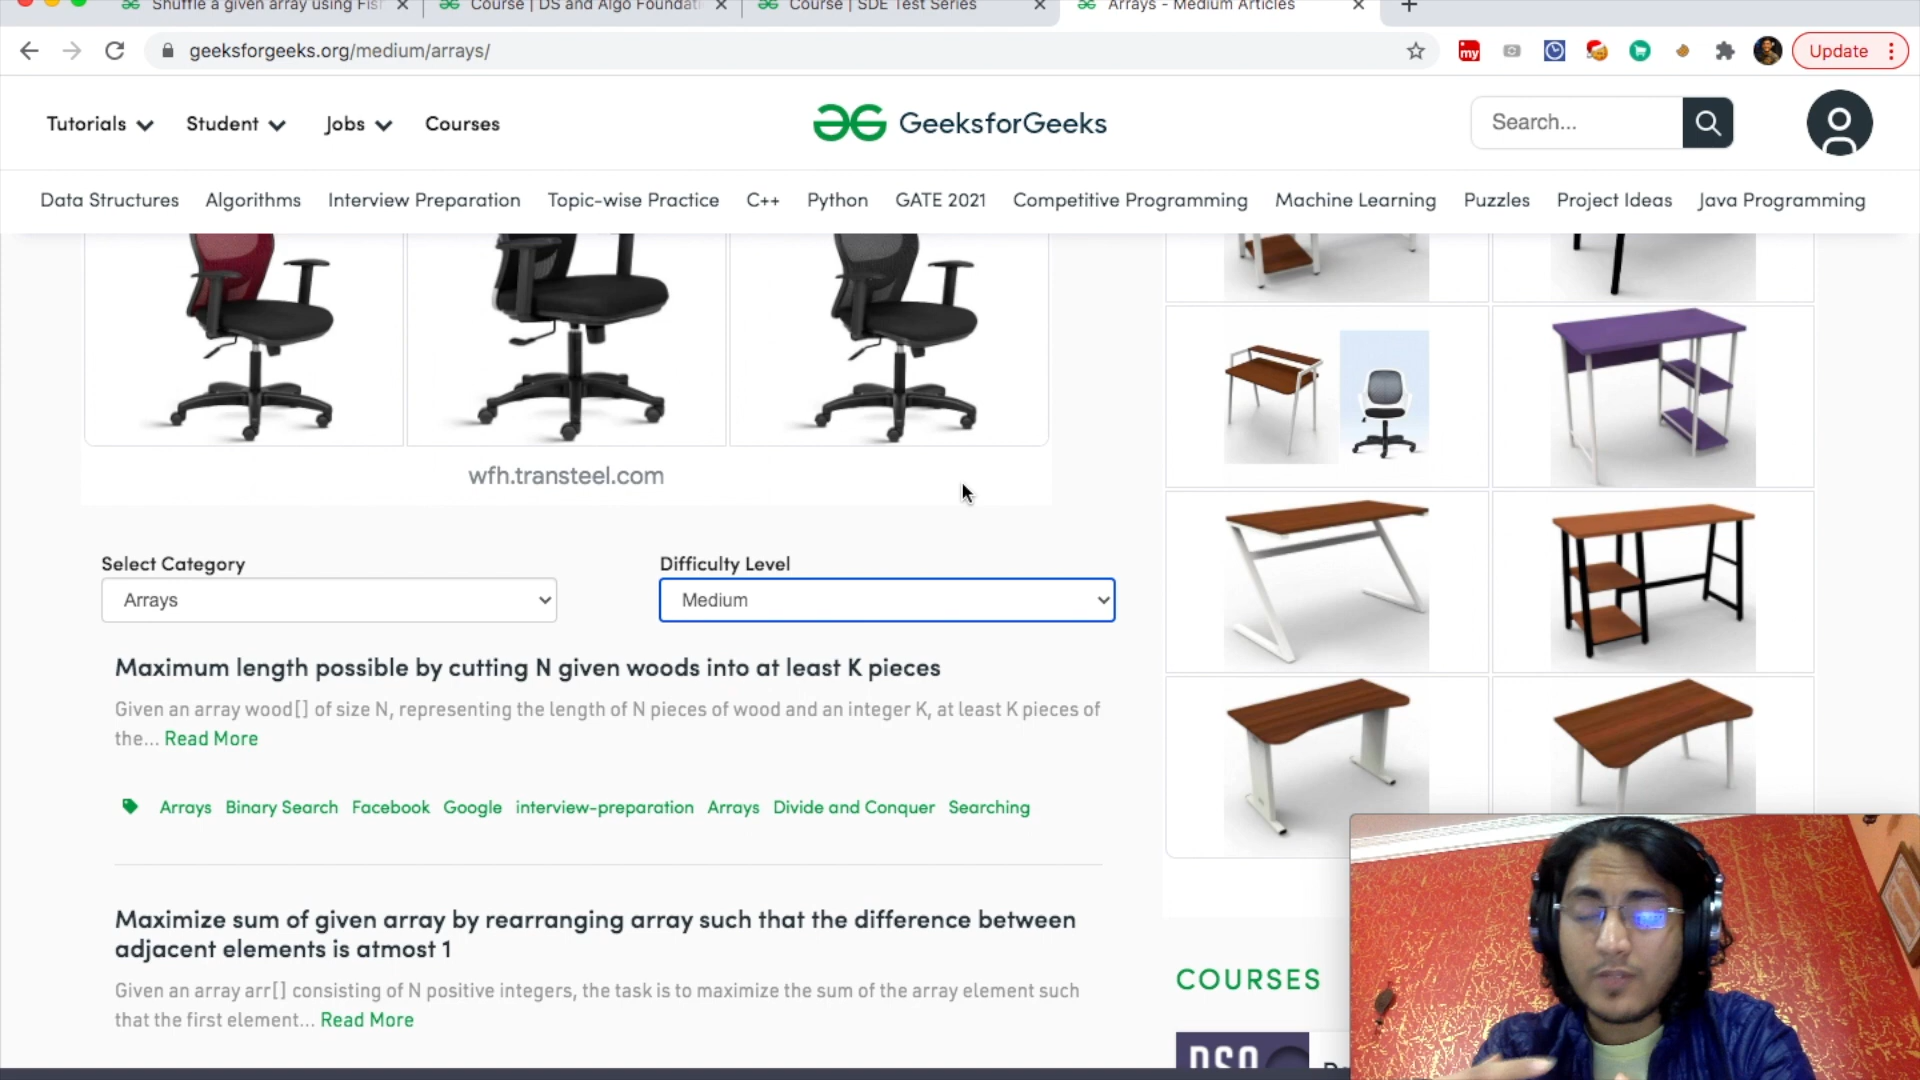 Shuffle a given array using Fish
Course | DS and Algo Foundati
Course | SDE Test Series
Arrays - Medium Articles
geeksforgeeks.org/medium/arrays/
my
Update
Tutorials
Student
Jobs
Courses
GeeksforGeeks
Search...
Data Structures
Algorithms
Interview Preparation
Topic-wise Practice
C++
Python
GATE 2021
Competitive Programming
Machine Learning
Puzzles
Project Ideas
Java Programming
wfh.transteel.com
Select Category
Difficulty Level
Arrays
Medium
Maximum length possible by cutting N given woods into at least K pieces
Given an array wood[] of size N, representing the length of N pieces of wood and an integer K, at least K pieces of
the... Read More
Arrays Binary Search Facebook Google interview-preparation Arrays Divide and Conquer Searching
Maximize sum of given array by rearranging array such that the difference between
adjacent elements is atmost 1
Given an array arr[] consisting of N positive integers, the task is to maximize the sum of the array element such
that the first element... Read More
COURSES
DSA